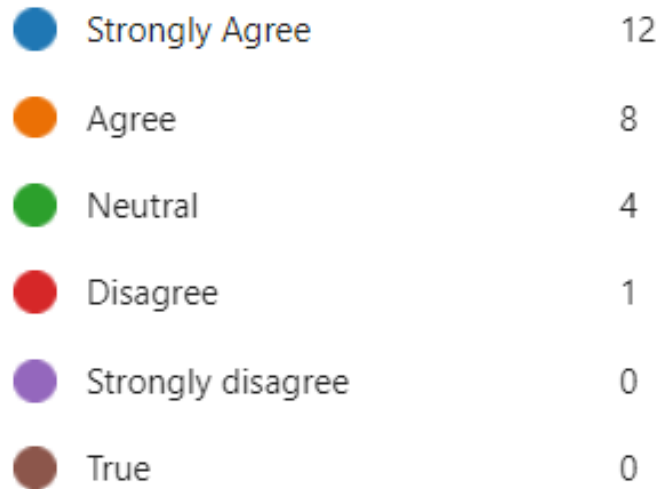 Strongly Agree 12
Agree 8
Neutral 4
Disagree 1
Strongly disagree 0
True 0